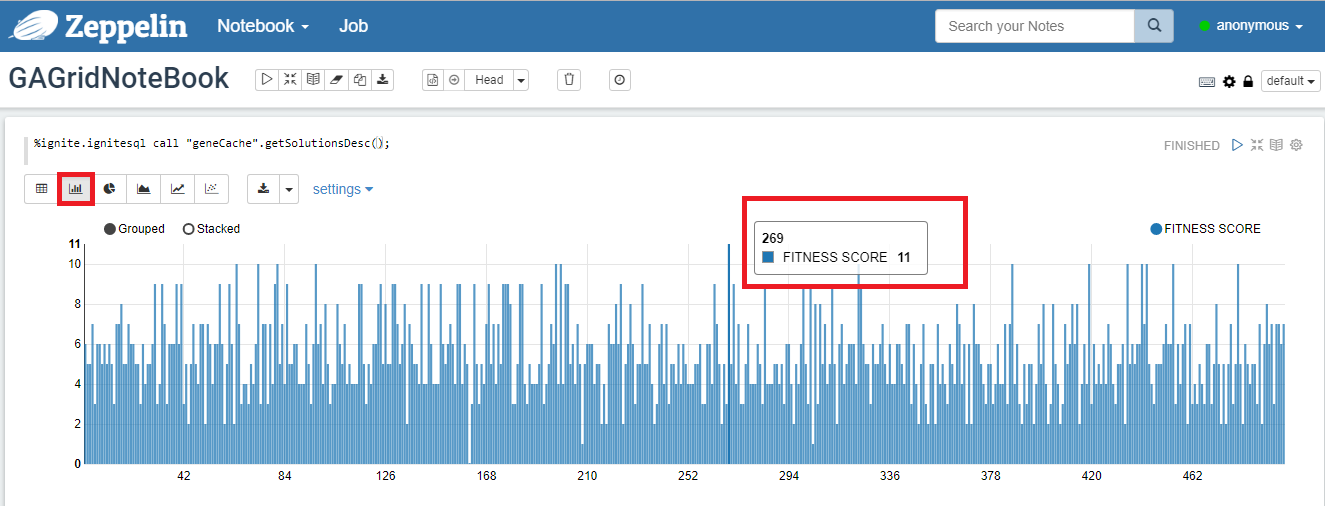 Zeppelin Notebook Job Search your Notes anonymous
GAGridNoteBook Head default
%ignite.ignitesql call "geneCache".getSolutionsDesc();
FINISHED
settings
Grouped Stacked FITNESS SCORE
269
FITNESS SCORE 11
11
10
8
6
4
2
0
42 84 126 168 210 252 294 336 378 420 462